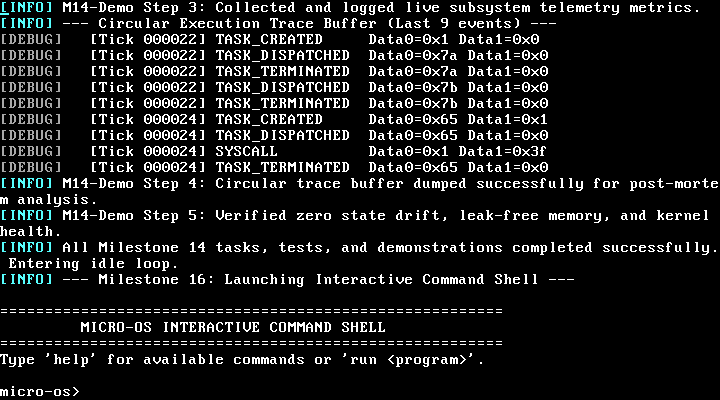 [INFO] M14-Demo Step 3: Collected and logged live subsystem telemetry metrics.
[INFO] --- Circular Execution Trace Buffer (Last 9 events) ---
[DEBUG]   [Tick 000022] TASK_CREATED     Data0=0x1 Data1=0x0
[DEBUG]   [Tick 000022] TASK_DISPATCHED  Data0=0x7a Data1=0x0
[DEBUG]   [Tick 000022] TASK_TERMINATED  Data0=0x7a Data1=0x0
[DEBUG]   [Tick 000022] TASK_DISPATCHED  Data0=0x7b Data1=0x0
[DEBUG]   [Tick 000022] TASK_TERMINATED  Data0=0x7b Data1=0x0
[DEBUG]   [Tick 000024] TASK_CREATED     Data0=0x65 Data1=0x1
[DEBUG]   [Tick 000024] TASK_DISPATCHED  Data0=0x65 Data1=0x0
[DEBUG]   [Tick 000024] SYSCALL          Data0=0x1 Data1=0x3f
[DEBUG]   [Tick 000024] TASK_TERMINATED  Data0=0x65 Data1=0x0
[INFO] M14-Demo Step 4: Circular trace buffer dumped successfully for post-morte
m analysis.
[INFO] M14-Demo Step 5: Verified zero state drift, leak-free memory, and kernel
health.
[INFO] All Milestone 14 tasks, tests, and demonstrations completed successfully.
 Entering idle loop.
[INFO] --- Milestone 16: Launching Interactive Command Shell ---
========================================================
         MICRO-OS INTERACTIVE COMMAND SHELL
========================================================
Type 'help' for available commands or 'run <program>'.
micro-os>